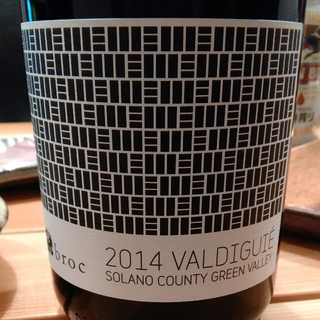 broc
2014 VALDIGUIÉ
SOLANO COUNTY GREEN VALLEY